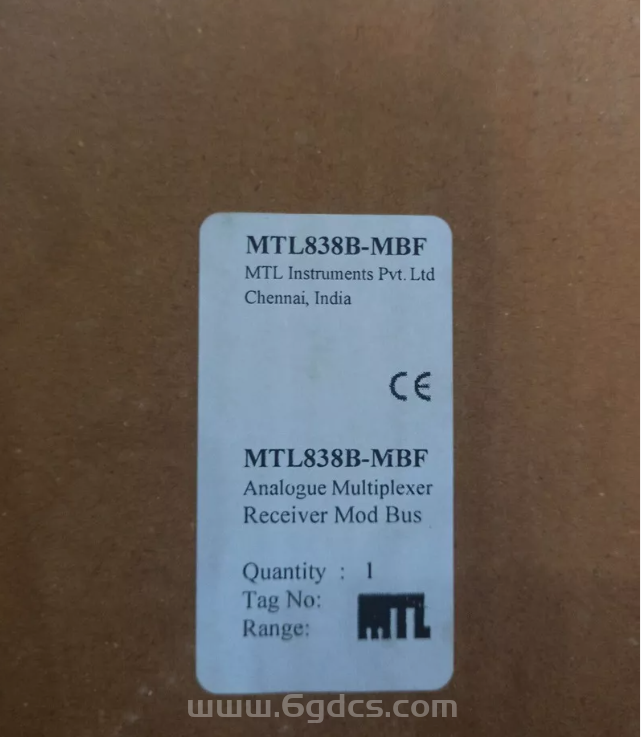 MTL838B-MBF
MTL Instruments Pvt. Ltd
Chennai, India
CE
MTL838B-MBF
Analogue Multiplexer
Receiver Mod Bus
Quantity : 1
Tag No:
Range:
MTL
www.6gdcs.com